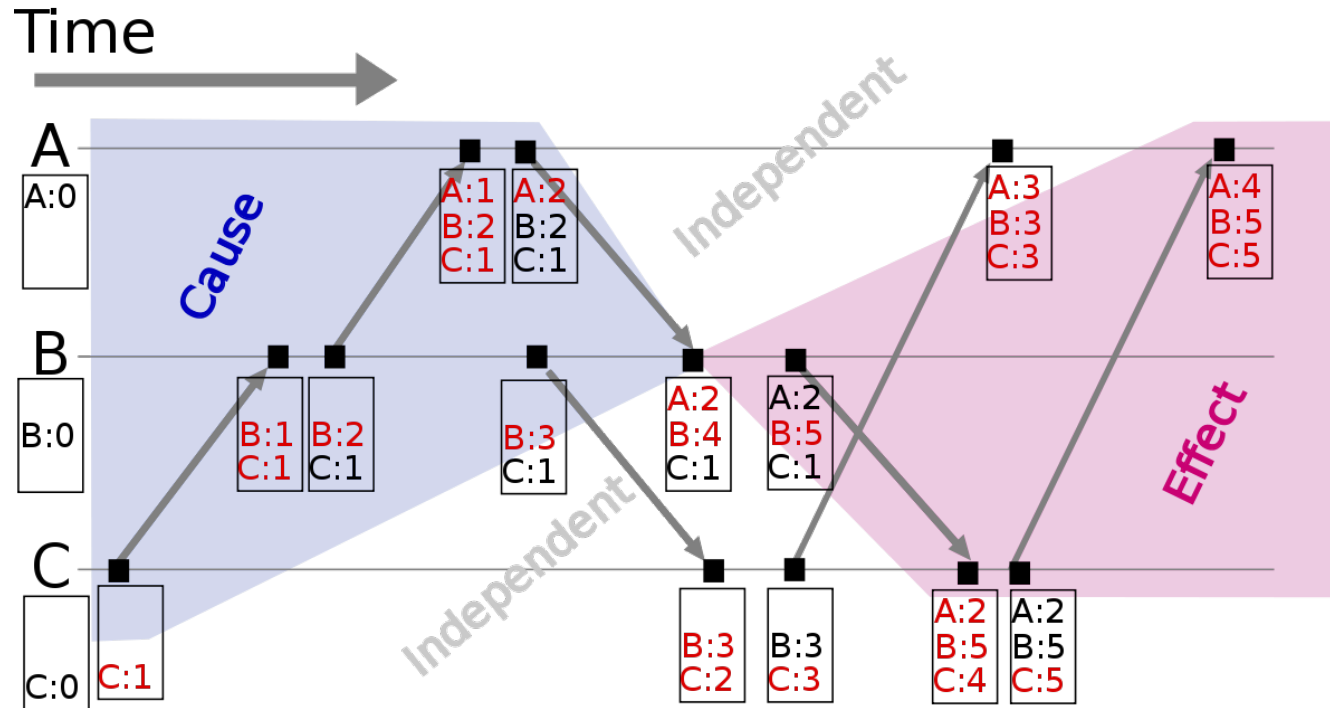 Time
Independent
A
A:0
Cause
A:1
B:2
C:1
A:2
B:2
C:1
A:3
B:3
C:3
A:4
B:5
C:5
B
B:0
B:1
C:1
B:2
C:1
B:3
C:1
A:2
B:4
C:1
A:2
B:5
C:1
Effect
Independent
C
C:0
C:1
B:3
C:2
B:3
C:3
A:2
B:5
C:4
A:2
B:5
C:5